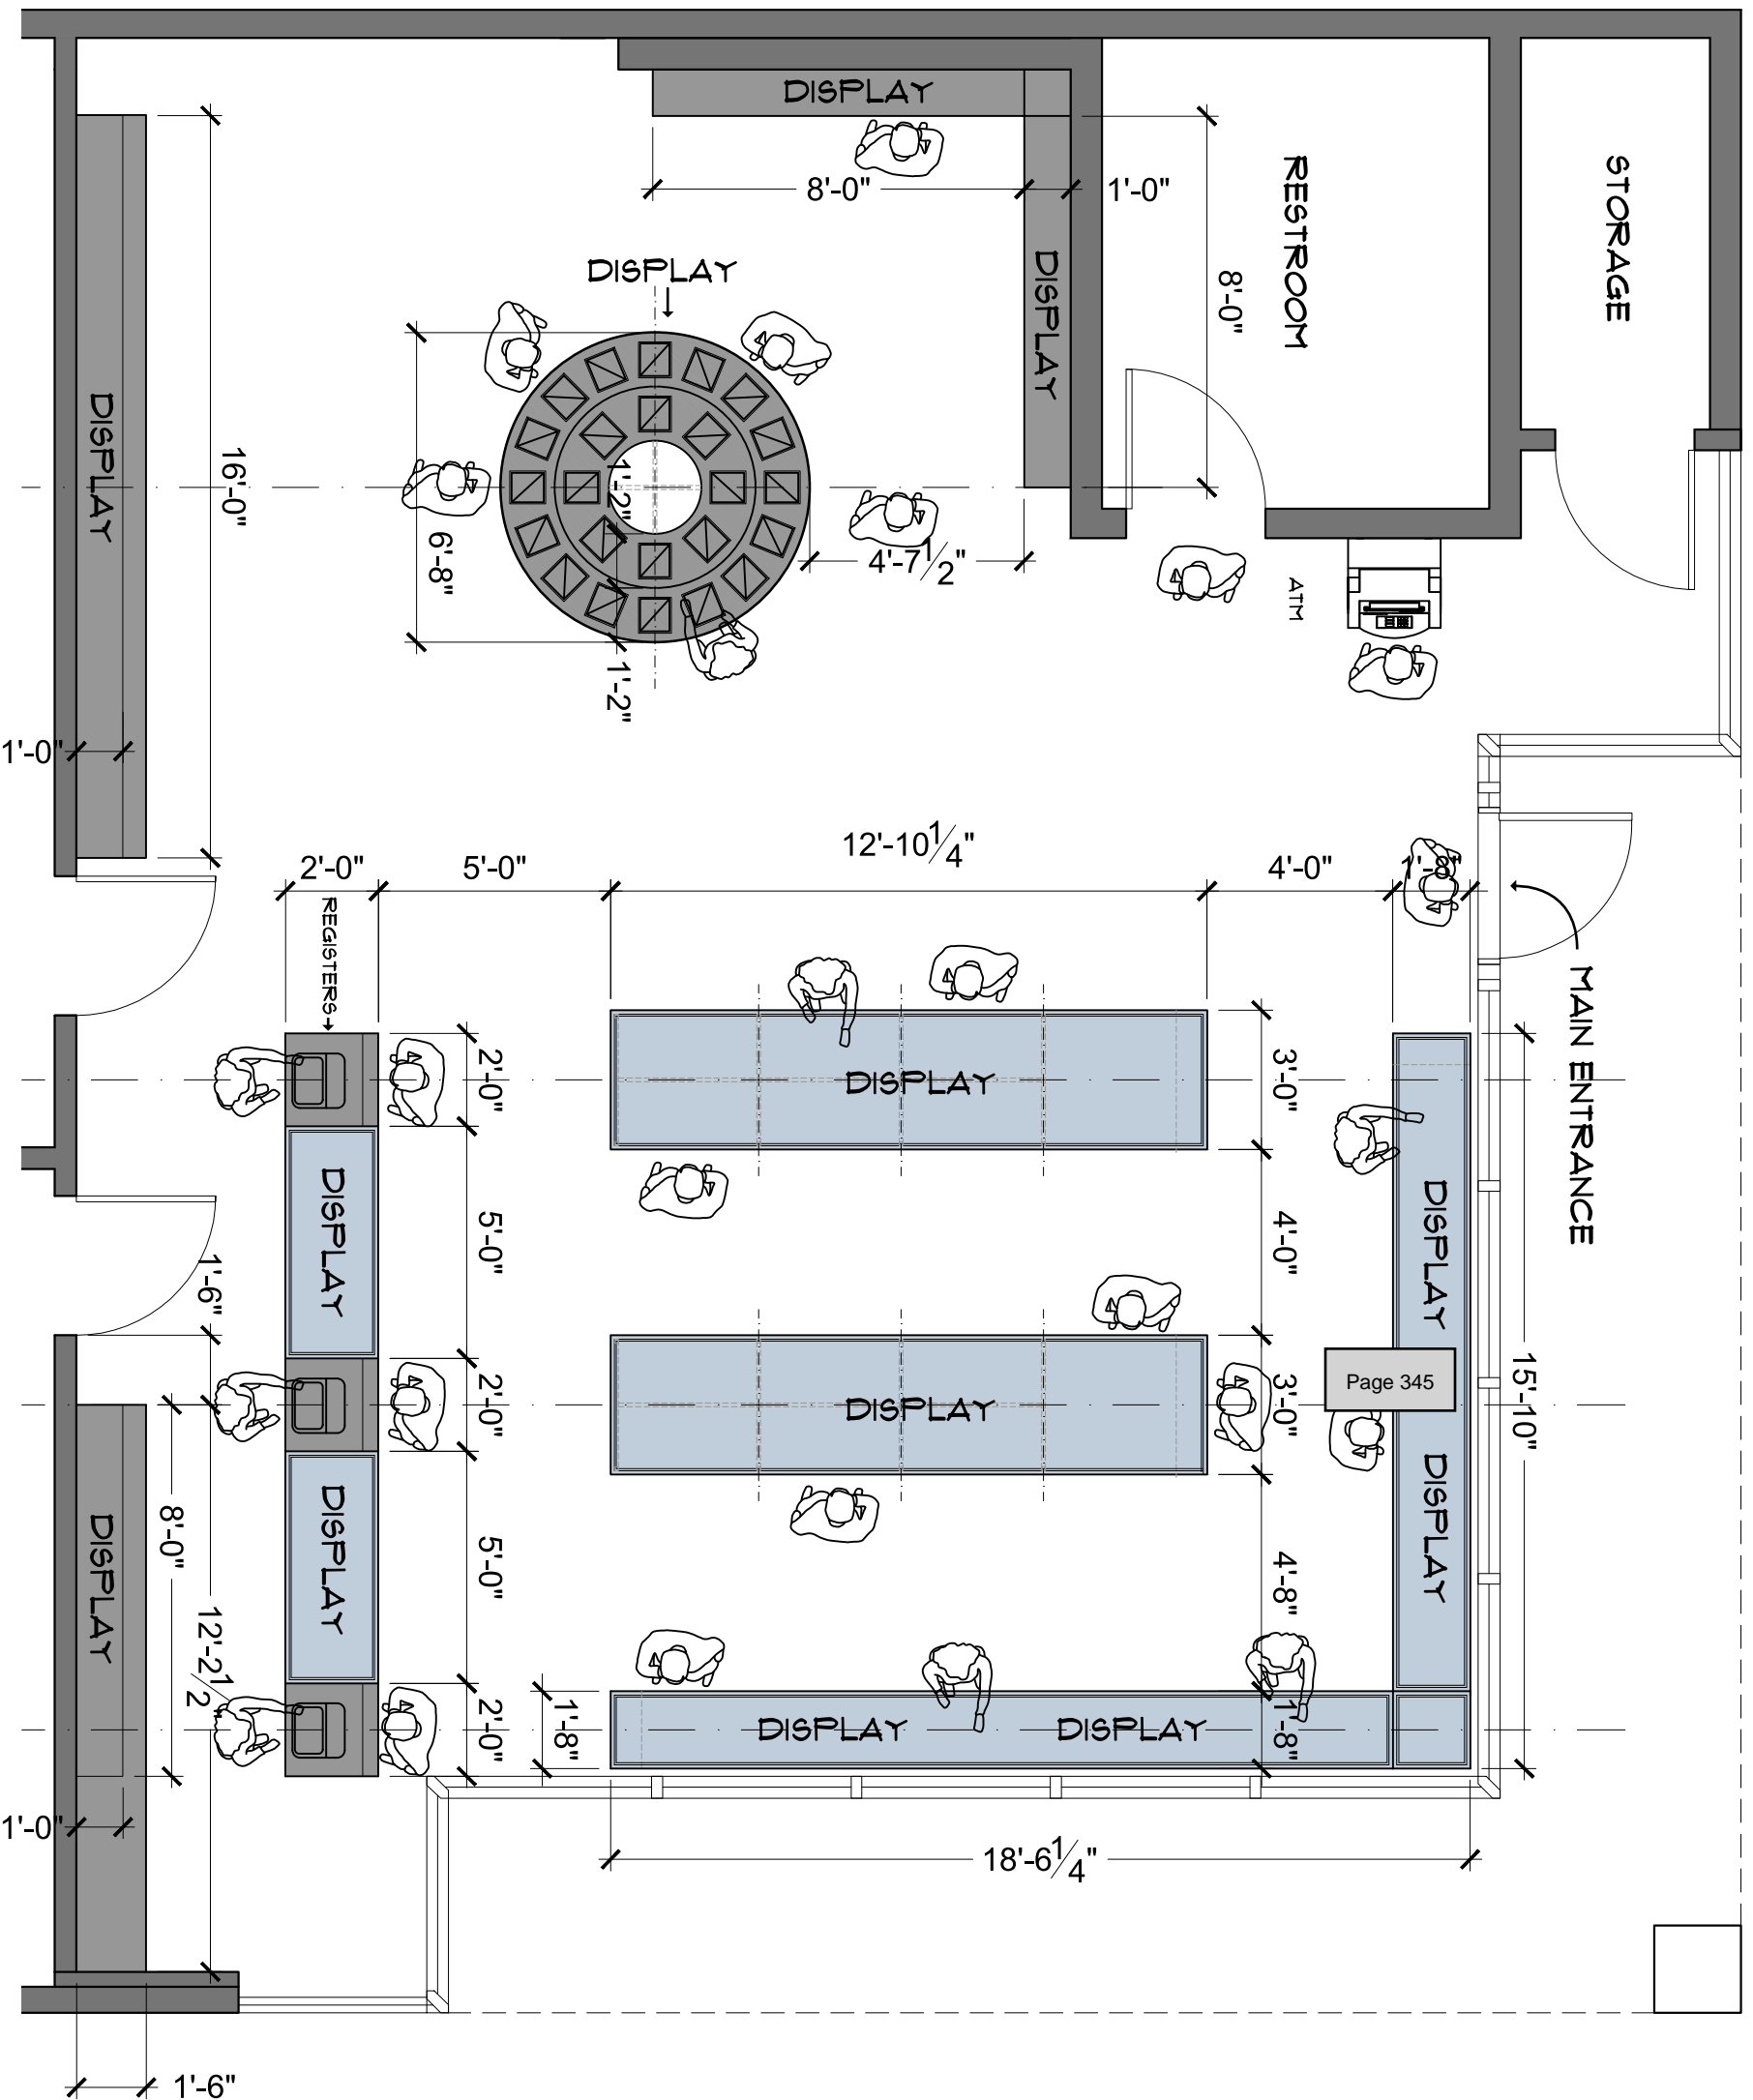 DISPLAY
8'-0"
1'-0"
DISPLAY
8'-0"
RESTROOM
STORAGE
DISPLAY
DISPLAY
16'-0"
1'-2"
6'-8"
4'-7 1/2"
1'-2"
ATM
1'-0"
12'-10 1/4"
2'-0"
5'-0"
4'-0"
1'-8"
REGISTERS
MAIN ENTRANCE
2'-0"
DISPLAY
3'-0"
DISPLAY
5'-0"
4'-0"
DISPLAY
1'-6"
2'-0"
DISPLAY
3'-0"
Page 345
15'-10"
DISPLAY
8'-0"
DISPLAY
5'-0"
4'-8"
DISPLAY
12'-2 1/2"
2'-0"
1'-8"
DISPLAY
DISPLAY
1'-8"
1'-0"
18'-6 1/4"
1'-6"